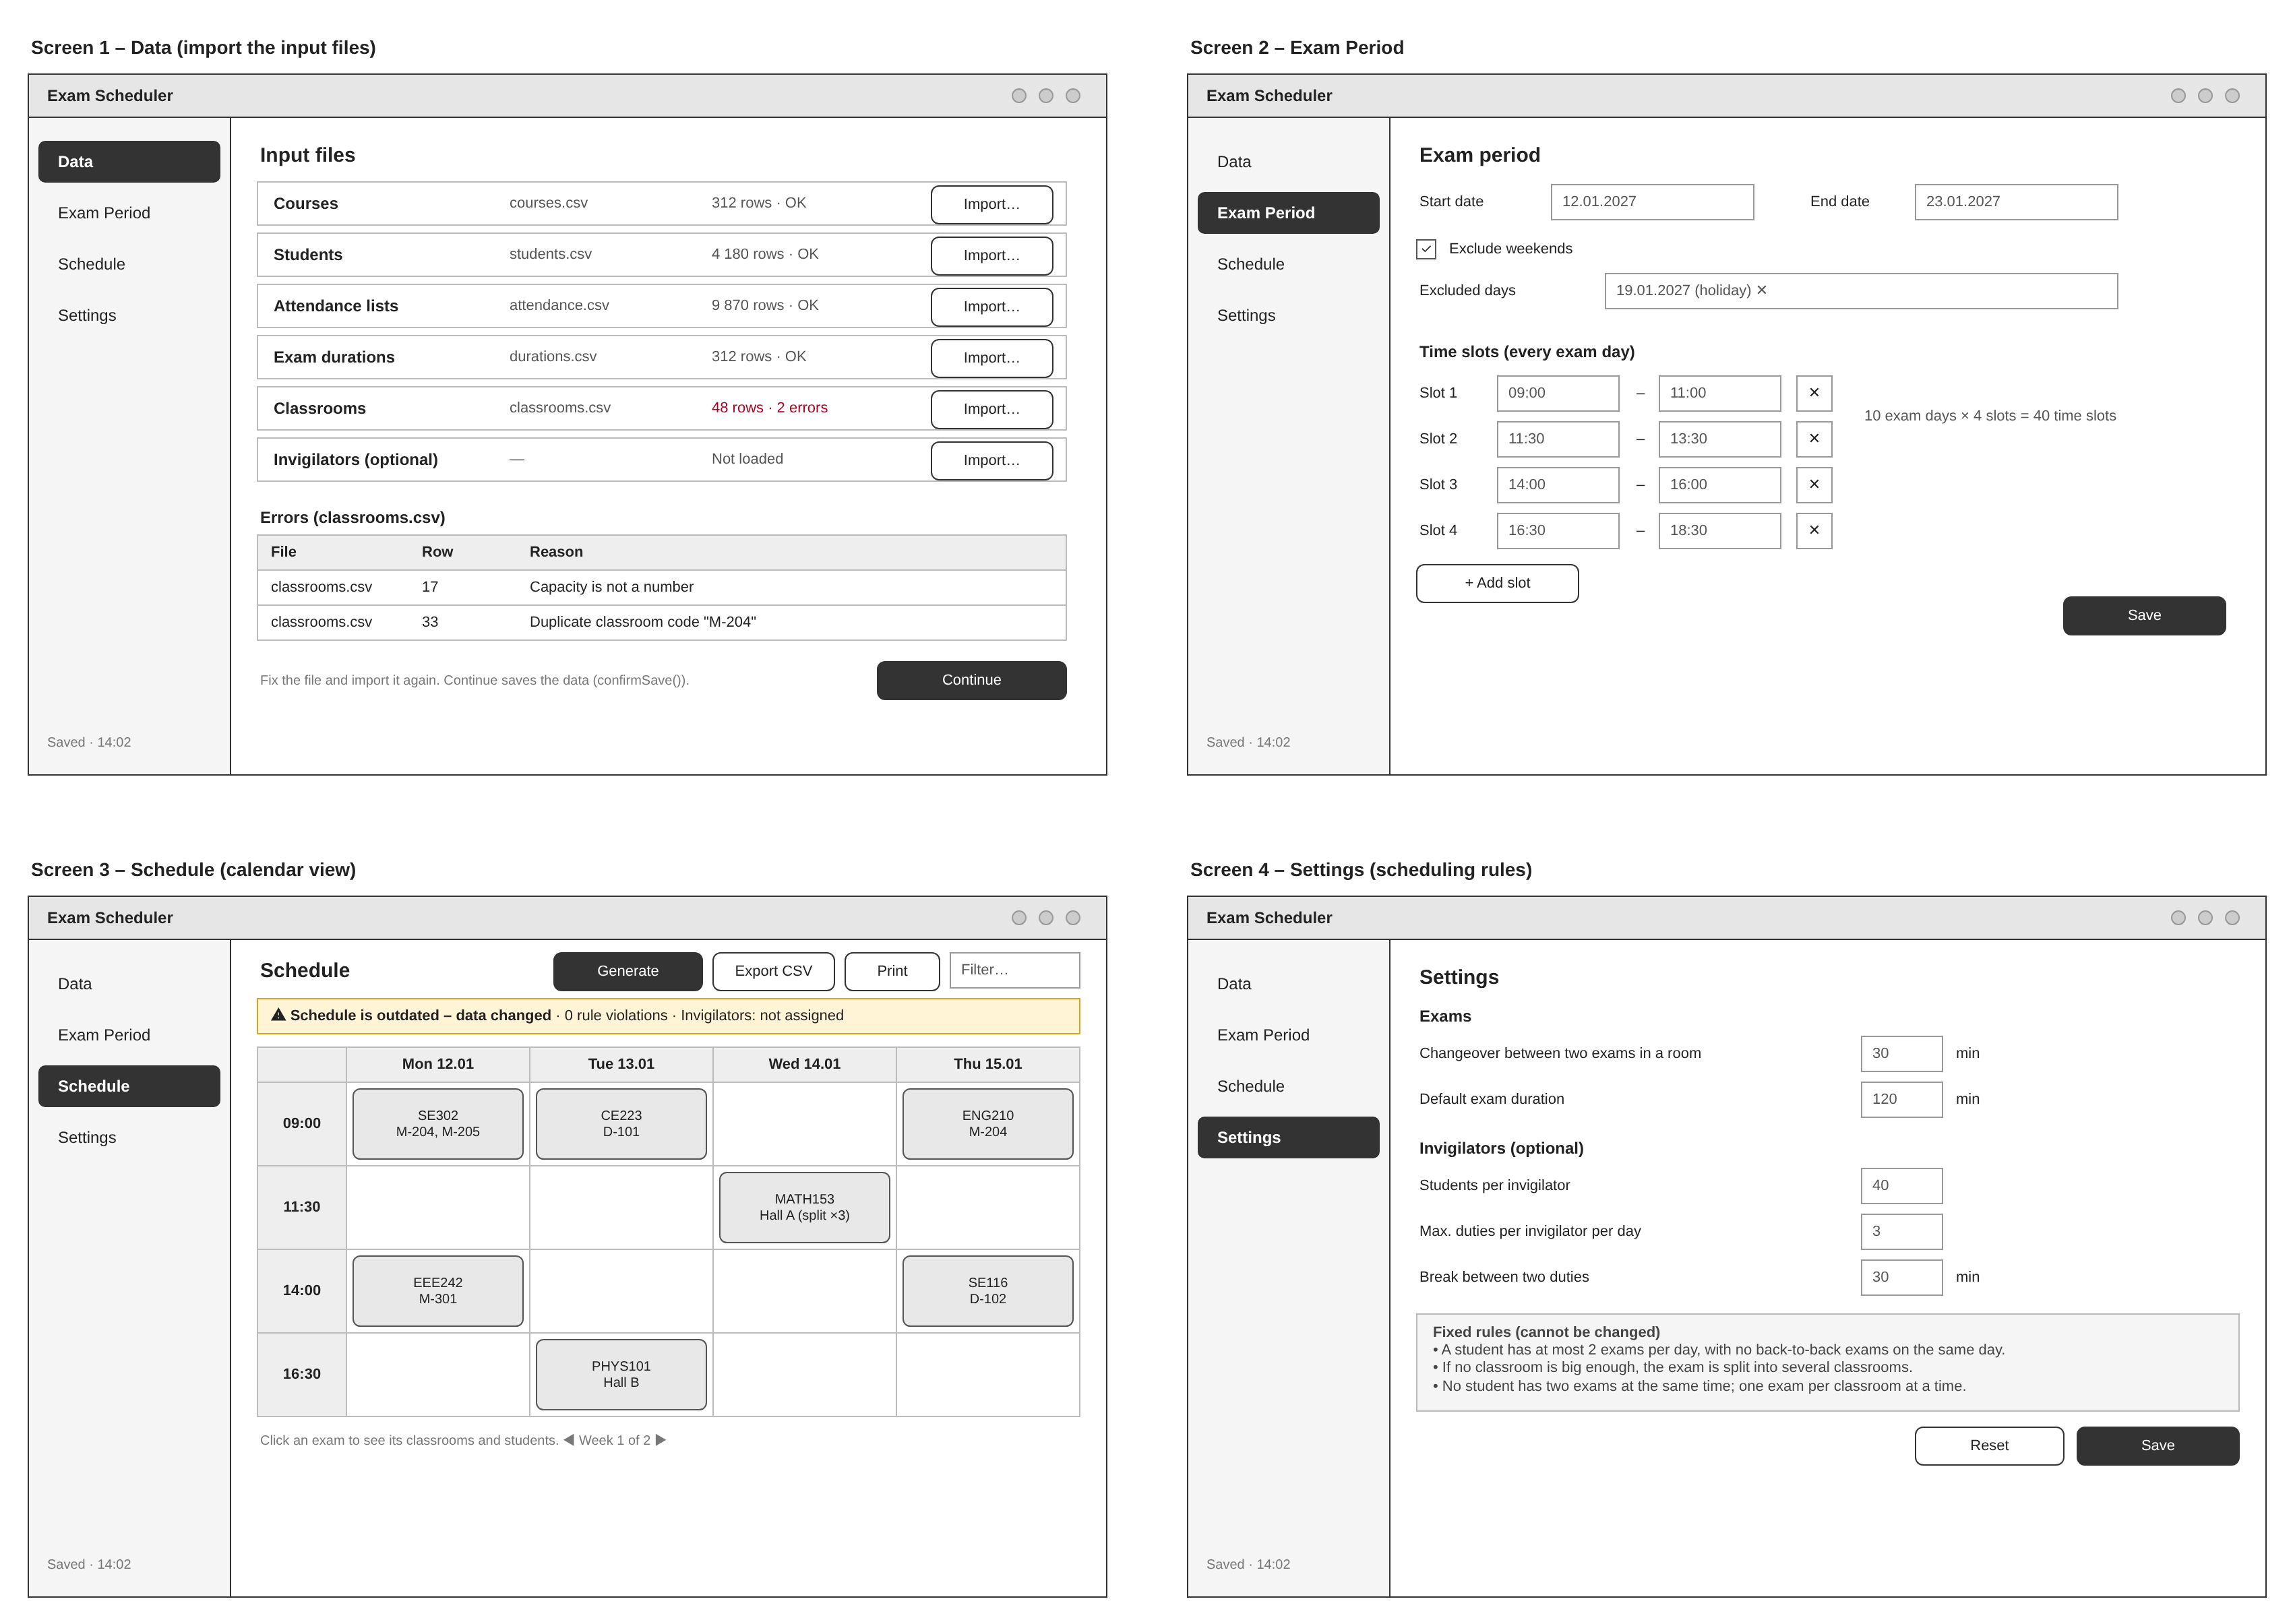 Screen 1 – Data (import the input files)
Exam Scheduler
Data
Exam Period
Schedule
Settings
Saved · 14:02
Input files
Courses courses.csv 312 rows · OK Import…
Students students.csv 4 180 rows · OK Import…
Attendance lists attendance.csv 9 870 rows · OK Import…
Exam durations durations.csv 312 rows · OK Import…
Classrooms classrooms.csv 48 rows · 2 errors Import…
Invigilators (optional) — Not loaded Import…
Errors (classrooms.csv)
File Row Reason
classrooms.csv 17 Capacity is not a number
classrooms.csv 33 Duplicate classroom code "M-204"
Fix the file and import it again. Continue saves the data (confirmSave()). Continue
Screen 2 – Exam Period
Exam Scheduler
Data
Exam Period
Schedule
Settings
Saved · 14:02
Exam period
Start date 12.01.2027 End date 23.01.2027
✓ Exclude weekends
Excluded days 19.01.2027 (holiday) ✕
Time slots (every exam day)
Slot 1 09:00 – 11:00 ✕
10 exam days × 4 slots = 40 time slots
Slot 2 11:30 – 13:30 ✕
Slot 3 14:00 – 16:00 ✕
Slot 4 16:30 – 18:30 ✕
+ Add slot
Save
Screen 3 – Schedule (calendar view)
Exam Scheduler
Data
Exam Period
Schedule
Settings
Saved · 14:02
Schedule Generate Export CSV Print Filter…
⚠ Schedule is outdated – data changed · 0 rule violations · Invigilators: not assigned
Mon 12.01 Tue 13.01 Wed 14.01 Thu 15.01
09:00
SE302
M-204, M-205
CE223
D-101
ENG210
M-204
11:30
MATH153
Hall A (split ×3)
14:00
EEE242
M-301
SE116
D-102
16:30
PHYS101
Hall B
Click an exam to see its classrooms and students. ◀ Week 1 of 2 ▶
Screen 4 – Settings (scheduling rules)
Exam Scheduler
Data
Exam Period
Schedule
Settings
Saved · 14:02
Settings
Exams
Changeover between two exams in a room 30 min
Default exam duration 120 min
Invigilators (optional)
Students per invigilator 40
Max. duties per invigilator per day 3
Break between two duties 30 min
Fixed rules (cannot be changed)
• A student has at most 2 exams per day, with no back-to-back exams on the same day.
• If no classroom is big enough, the exam is split into several classrooms.
• No student has two exams at the same time; one exam per classroom at a time.
Reset Save